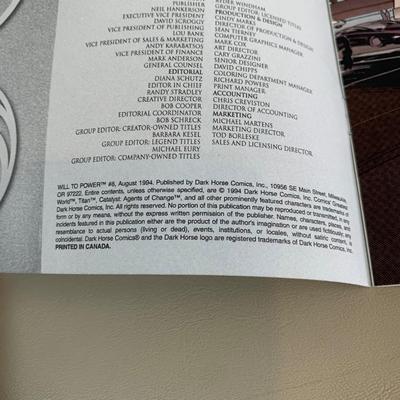 PUBLISHER
NEIL HANKERSON
EXECUTIVE VICE PRESIDENT
DAVID SCROGGY
VICE PRESIDENT OF PUBLISHING
LOU BANK
VICE PRESIDENT OF SALES & MARKETING
ANDY KARABATSOS
VICE PRESIDENT OF FINANCE
MARK ANDERSON
GENERAL COUNSEL
EDITORIAL
DIANA SCHUTZ
EDITOR IN CHIEF
RANDY STRADLEY
CREATIVE DIRECTOR
BOB COOPER
EDITORIAL COORDINATOR
BOB SCHRECK
GROUP EDITOR: CREATOR-OWNED TITLES
BARBARA KESEL
GROUP EDITOR: LEGEND TITLES
MICHAEL EURY
GROUP EDITOR: COMPANY-OWNED TITLES
RYDER WINDHAM
GROUP EDITOR: LICENSED TITLES
PRODUCTION & DESIGN
CINDY MARKS
DIRECTOR OF PRODUCTION & DESIGN
SEAN TIERNEY
COMPUTER GRAPHICS MANAGER
MARK COX
ART DIRECTOR
CARY GRAZZINI
SENIOR DESIGNER
DAVID CHIPPS
COLORING DEPARTMENT MANAGER
RICHARD POWERS
PRINT MANAGER
ACCOUNTING
CHRIS CREVISTON
DIRECTOR OF ACCOUNTING
MARKETING
MICHAEL MARTENS
MARKETING DIRECTOR
TOD BORLESKE
SALES AND LICENSING DIRECTOR
WILL TO POWER™ #8, August 1994. Published by Dark Horse Comics, Inc., 10956 SE Main Street, Milwaukie,
OR 97222. Entire contents, unless otherwise specified, are © 1994 Dark Horse Comics, Inc. Comics' Greatest
World™, Titan™, Catalyst: Agents of Change™, and all other prominently featured characters are trademarks of
Dark Horse Comics, Inc. All rights reserved. No portion of this publication may be reproduced or transmitted, in any
form or by any means, without the express written permission of the publisher. Names, characters, places, and
incidents featured in this publication either are the product of the author's imagination or are used fictitiously; any
resemblance to actual persons (living or dead), events, institutions, or locales, without satiric content, is
coincidental. Dark Horse Comics® and the Dark Horse logo are registered trademarks of Dark Horse Comics, Inc.
PRINTED IN CANADA.